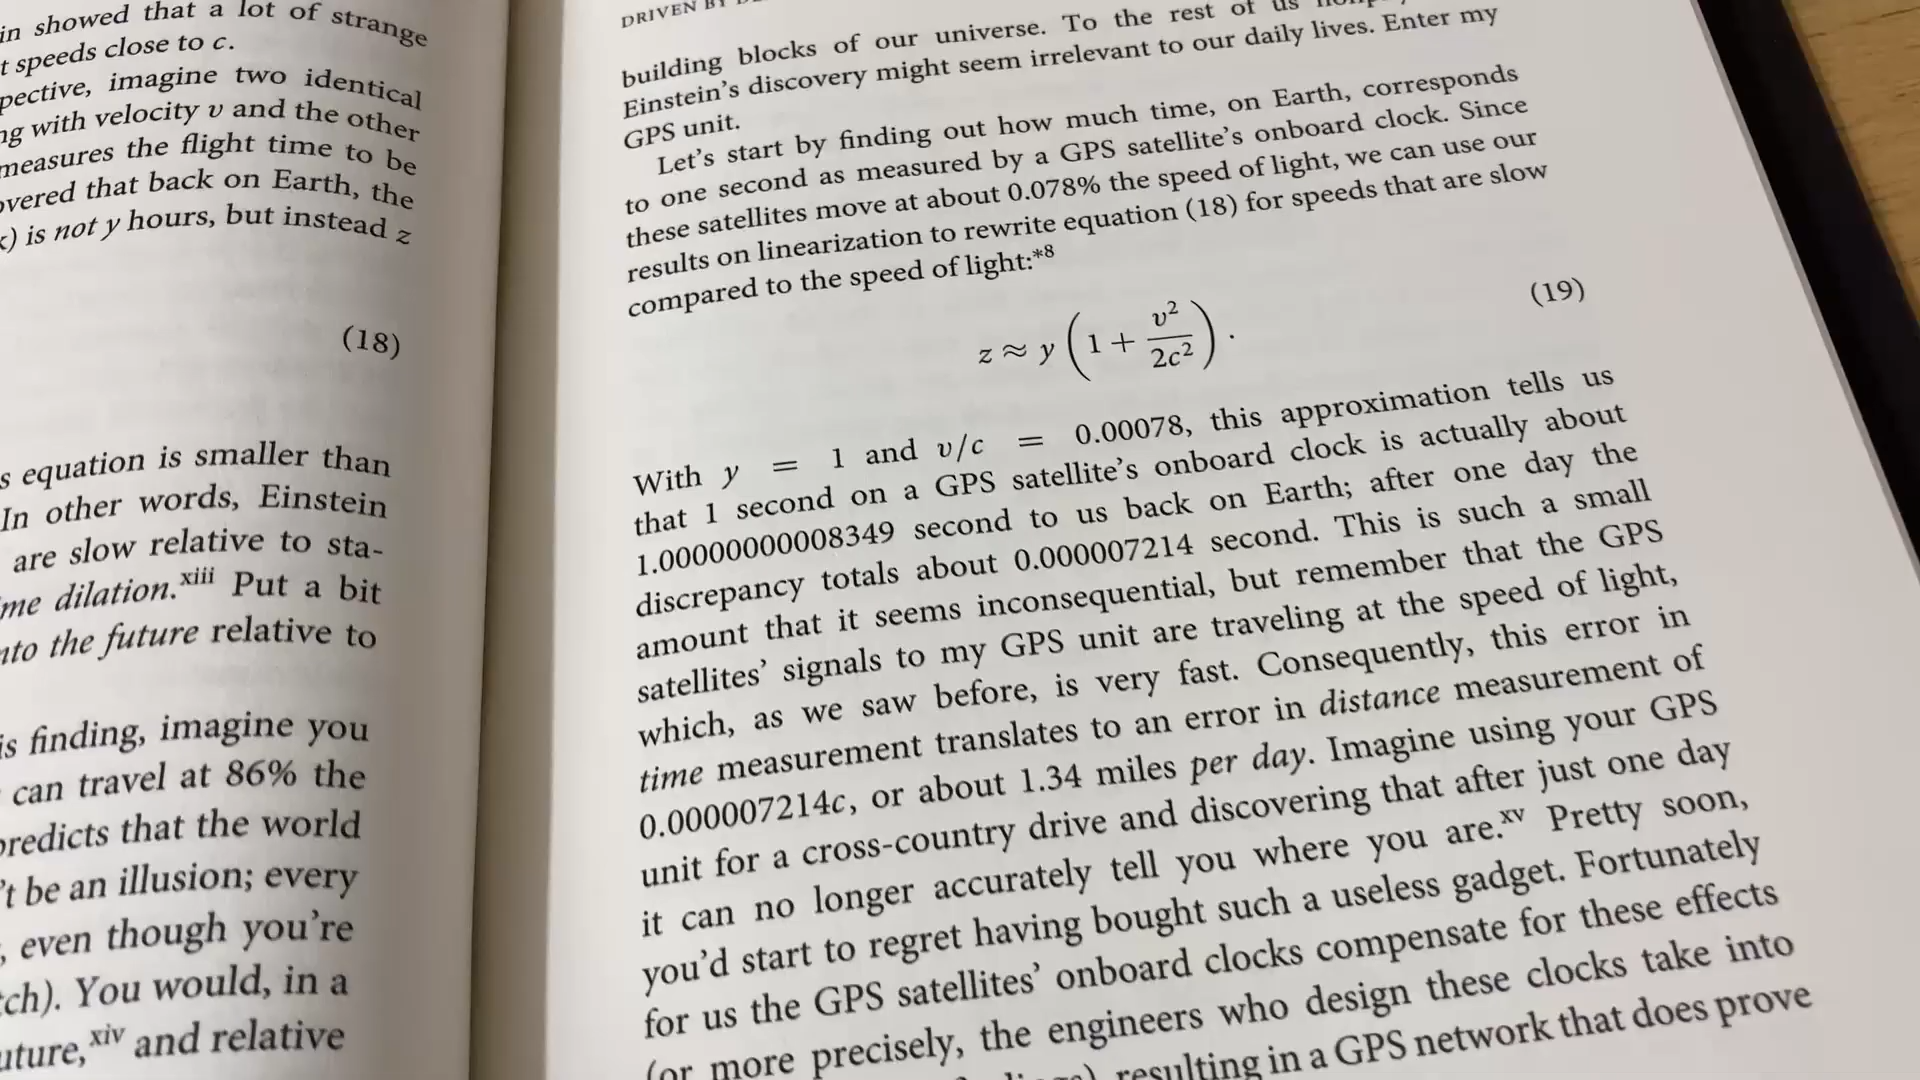 in showed that a lot of strange
t speeds close to c.
pective, imagine two identical
ng with velocity v and the other
measures the flight time to be
overed that back on Earth, the
) is not y hours, but instead z
(18)
s equation is smaller than
In other words, Einstein
are slow relative to sta-
me dilation.xiii Put a bit
nto the future relative to
is finding, imagine you
can travel at 86% the
predicts that the world
't be an illusion; every
, even though you're
tch). You would, in a
uture,xiv and relative
DRIVEN BY
building blocks of our universe. To the rest of us
Einstein's discovery might seem irrelevant to our daily lives. Enter my
GPS unit.
Let's start by finding out how much time, on Earth, corresponds
to one second as measured by a GPS satellite's onboard clock. Since
these satellites move at about 0.078% the speed of light, we can use our
results on linearization to rewrite equation (18) for speeds that are slow
compared to the speed of light:*8
z ≈ y (1 + v²/2c²). (19)
With y = 1 and v/c = 0.00078, this approximation tells us
that 1 second on a GPS satellite's onboard clock is actually about
1.00000000008349 second to us back on Earth; after one day the
discrepancy totals about 0.000007214 second. This is such a small
amount that it seems inconsequential, but remember that the GPS
satellites' signals to my GPS unit are traveling at the speed of light,
which, as we saw before, is very fast. Consequently, this error in
time measurement translates to an error in distance measurement of
0.000007214c, or about 1.34 miles per day. Imagine using your GPS
unit for a cross-country drive and discovering that after just one day
it can no longer accurately tell you where you are.xv Pretty soon,
you'd start to regret having bought such a useless gadget. Fortunately
for us the GPS satellites' onboard clocks compensate for these effects
(or more precisely, the engineers who design these clocks take into
resulting in a GPS network that does prove